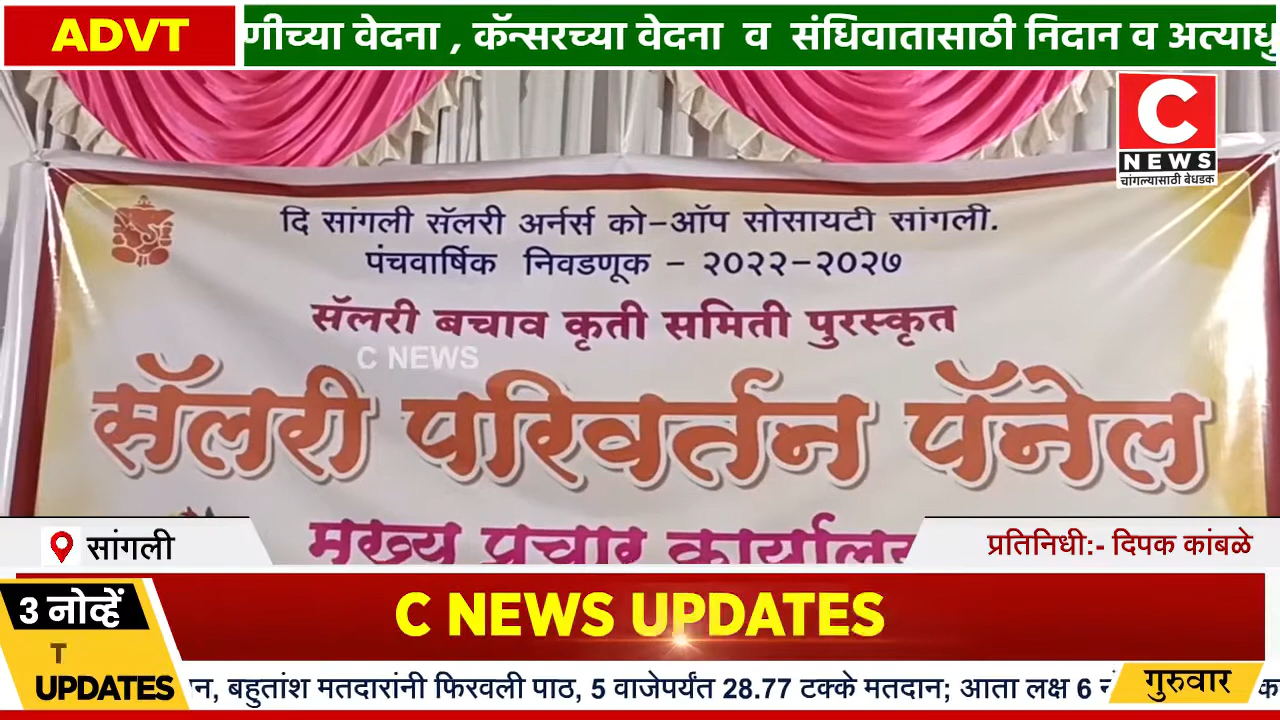 ADVT
णीच्या वेदना , कॅन्सरच्या वेदना व संधिवातासाठी निदान व
C
NEWS
चांगल्यासाठी बेधडक
दि सांगली सॅलरी अर्नर्स को-ऑप सोसायटी सांगली.
पंचवार्षिक निवडणूक - २०२२-२०२७
सॅलरी बचाव कृती समिती पुरस्कृत
C NEWS
सॅलरी परिवर्तन पॅनेल
मुख्य प्रचार
सांगली
प्रतिनिधी:- दिपक कांबळे
3 नोव्हें
C NEWS UPDATES
T
UPDATES
न, बहुतांश मतदारांनी फिरवली पाठ, 5 वाजेपर्यंत 28.77 टक्के मतदान; आता लक्ष 6
गुरुवार